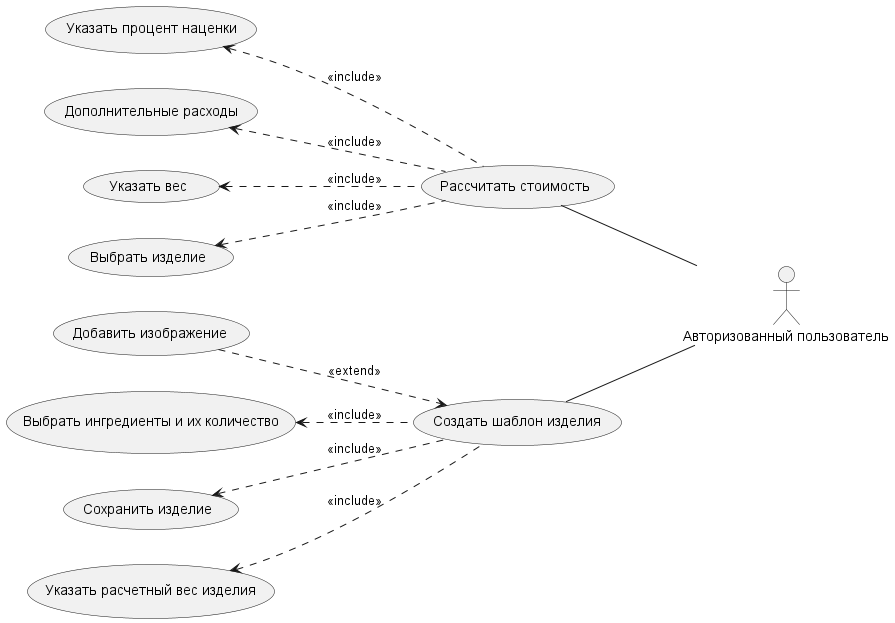 Указать процент наценки
«include»
Дополнительные расходы
«include»
Указать вес
«include»
Рассчитать стоимость
«include»
Выбрать изделие
Добавить изображение
Авторизованный пользователь
«extend»
Выбрать ингредиенты и их количество
«include»
Создать шаблон изделия
«include»
Сохранить изделие
«include»
Указать расчетный вес изделия